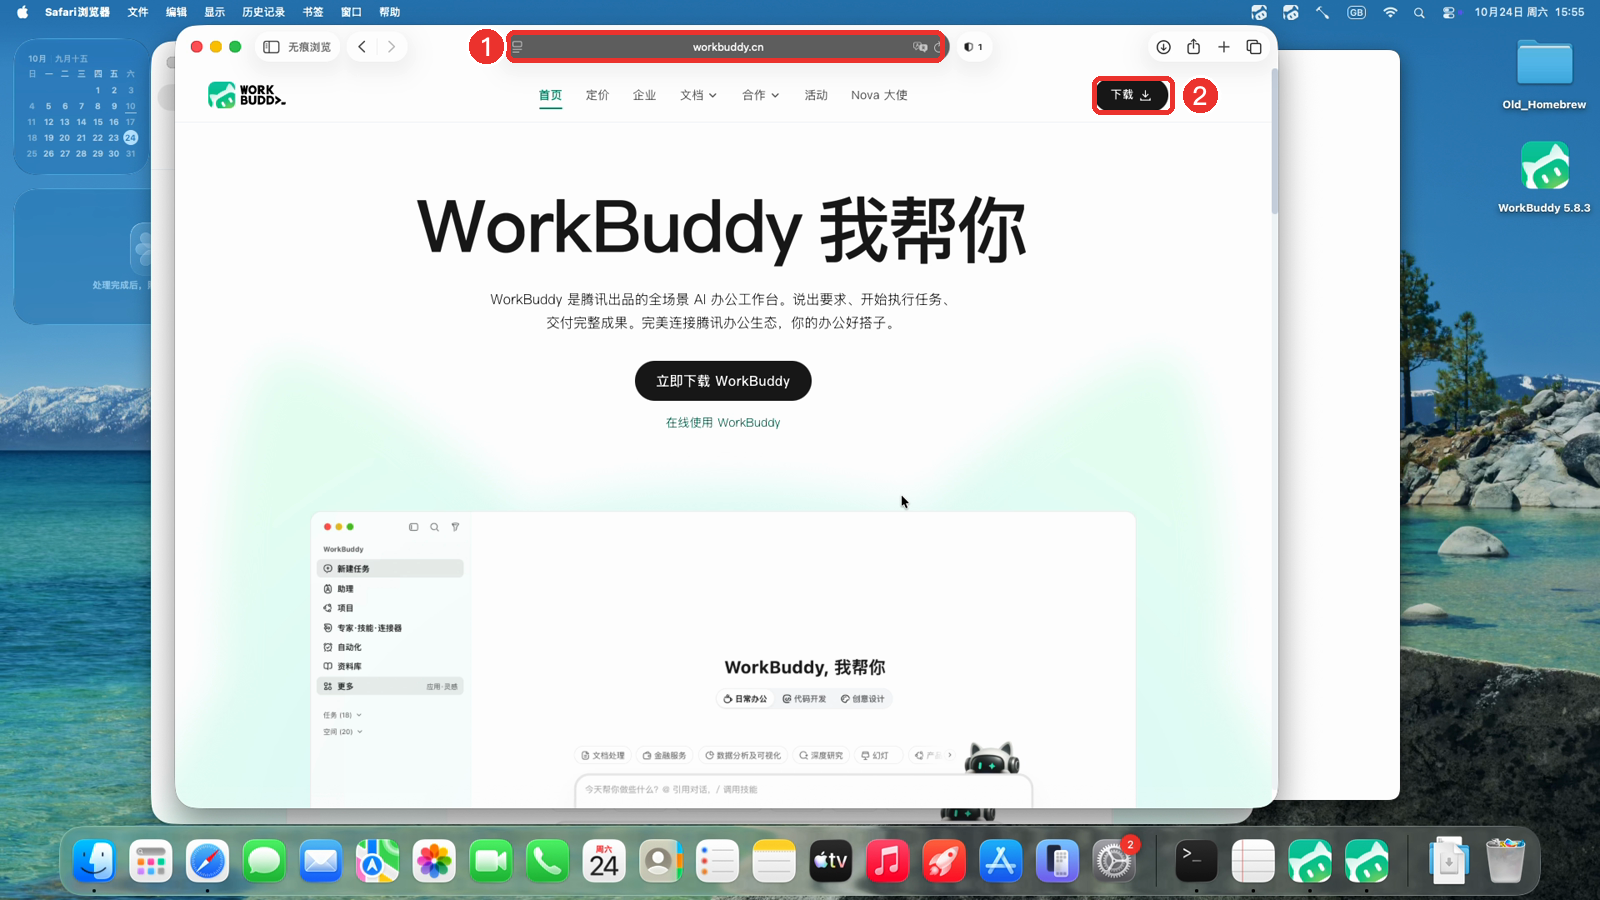 Safari浏览器 文件 编辑 显示 历史记录 书签 窗口 帮助
GB 10月24日 周六 15:55
10月 九月十五
日 一 二 三 四 五 六
1 2 3
4 5 6 7 8 9 10
11 12 13 14 15 16 17
18 19 20 21 22 23 24
25 26 27 28 29 30 31
处理完成后,
无痕浏览
1
workbuddy.cn
1
WORK
BUDD>_
首页 定价 企业 文档 合作 活动 Nova 大使
下载
2
Old_Homebrew
WorkBuddy 5.8.3
WorkBuddy 我帮你
WorkBuddy 是腾讯出品的全场景 AI 办公工作台。说出要求、开始执行任务、
交付完整成果。完美连接腾讯办公生态，你的办公好搭子。
立即下载 WorkBuddy
在线使用 WorkBuddy
WorkBuddy
新建任务
助理
项目
专家·技能·连接器
自动化
资料库
更多 应用·灵感
任务 (18)
空间 (20)
WorkBuddy, 我帮你
日常办公 代码开发 创意设计
文档处理 金融服务 数据分析及可视化 深度研究 幻灯 产品
今天帮你做些什么? @ 引用对话, / 调用技能
周六
24
tv
2